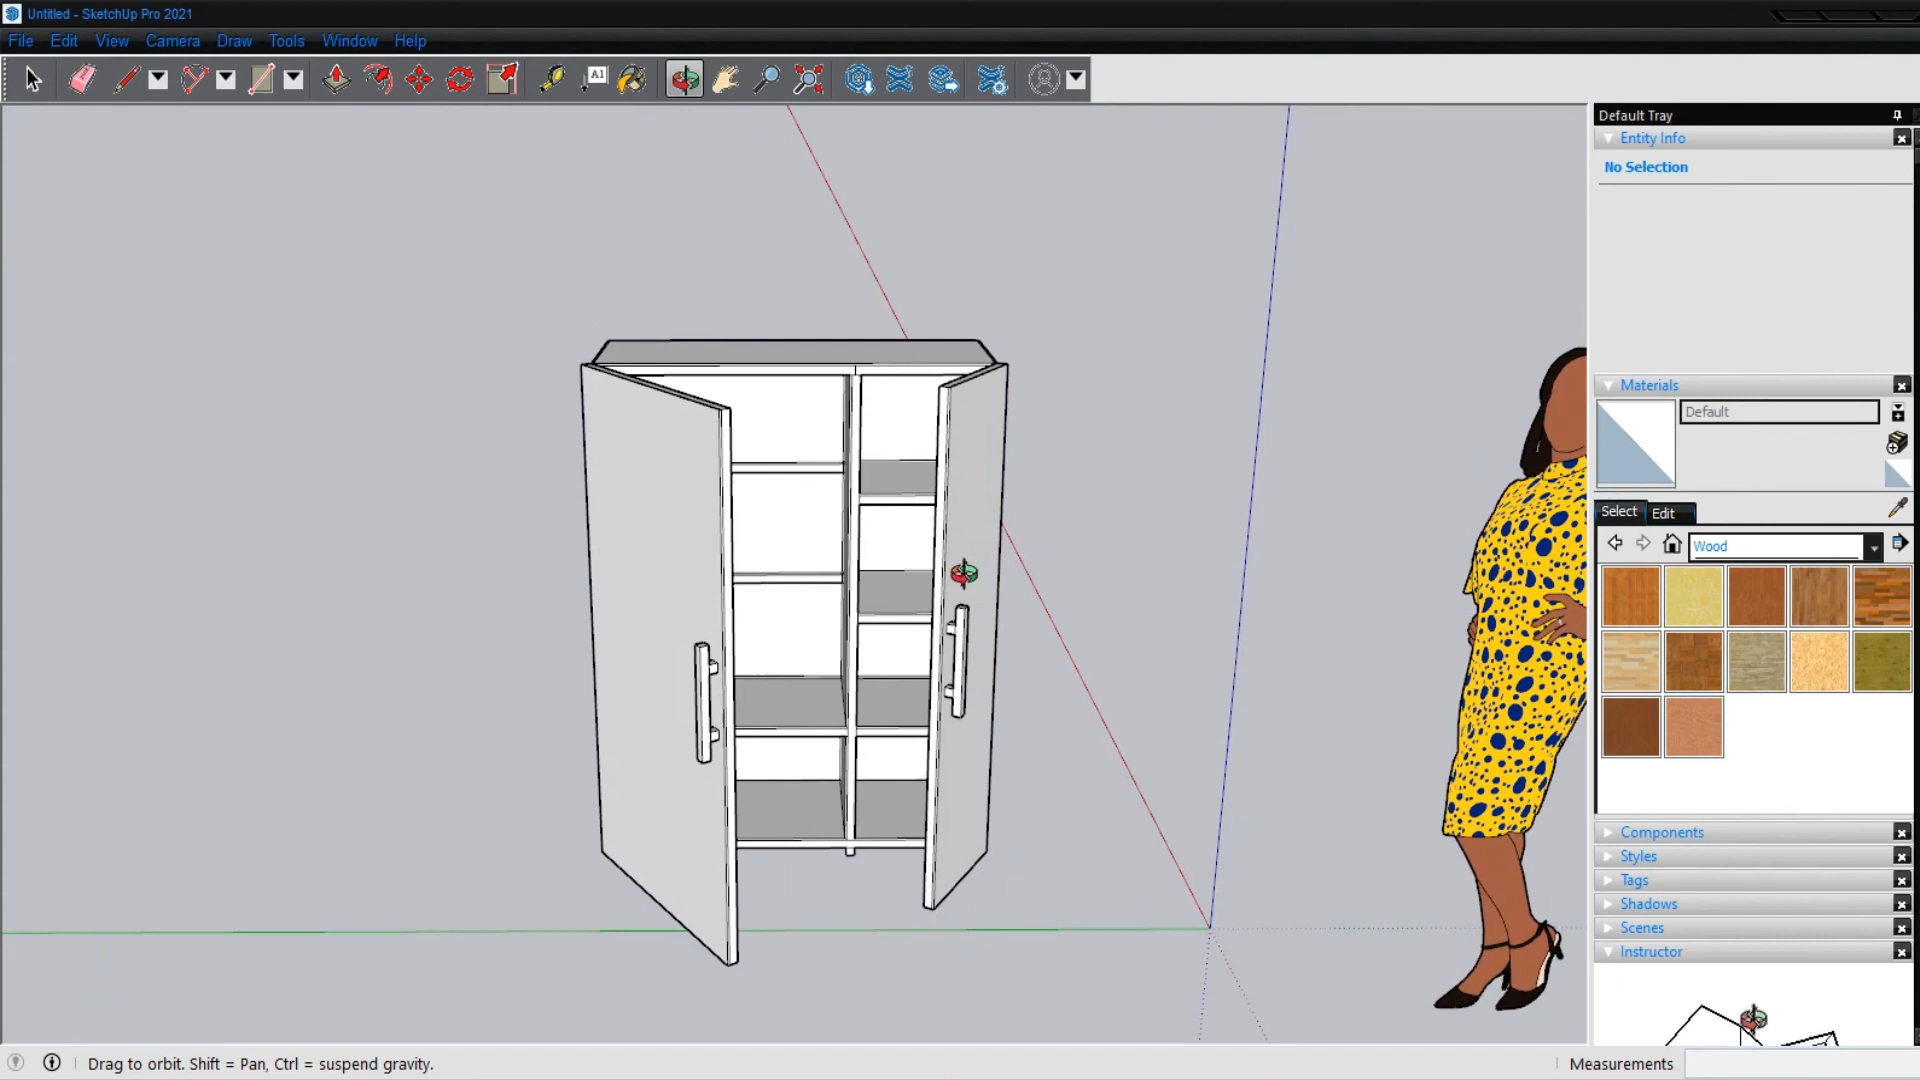 Untitled - SketchUp Pro 2021
File Edit View Camera Draw Tools Window Help
A1
Default Tray
Entity Info
No Selection
Materials
Default
Select Edit
Wood
Components
Styles
Tags
Shadows
Scenes
Instructor
Drag to orbit. Shift = Pan, Ctrl = suspend gravity.
Measurements